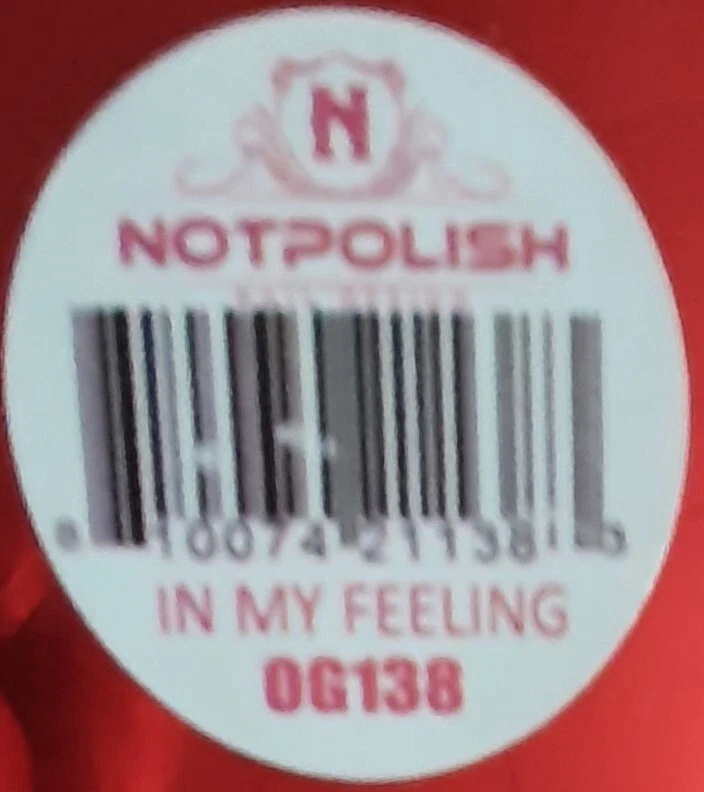 N
NOTPOLISH
10074 21138
IN MY FEELING
OG138